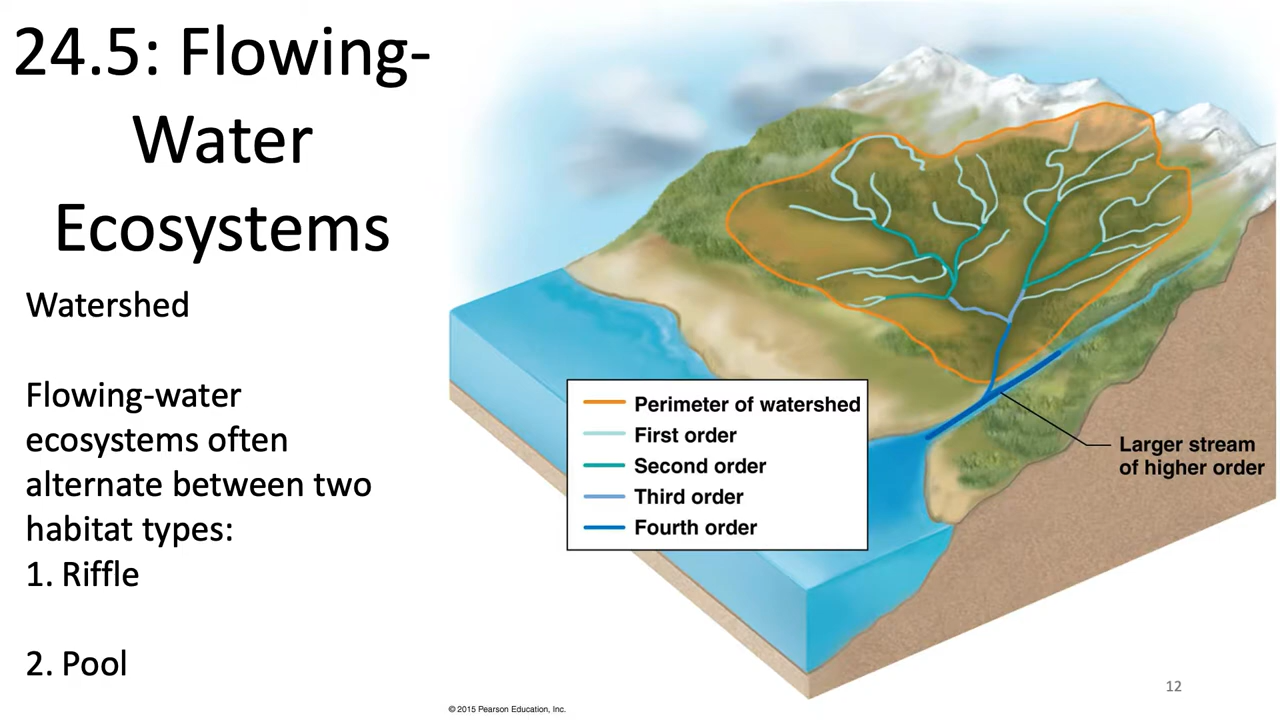 24.5: Flowing-
Water
Ecosystems
Watershed
Flowing-water
ecosystems often
alternate between two
habitat types:
1. Riffle
2. Pool
Perimeter of watershed
First order
Second order
Third order
Fourth order
Larger stream
of higher order
12
© 2015 Pearson Education, Inc.